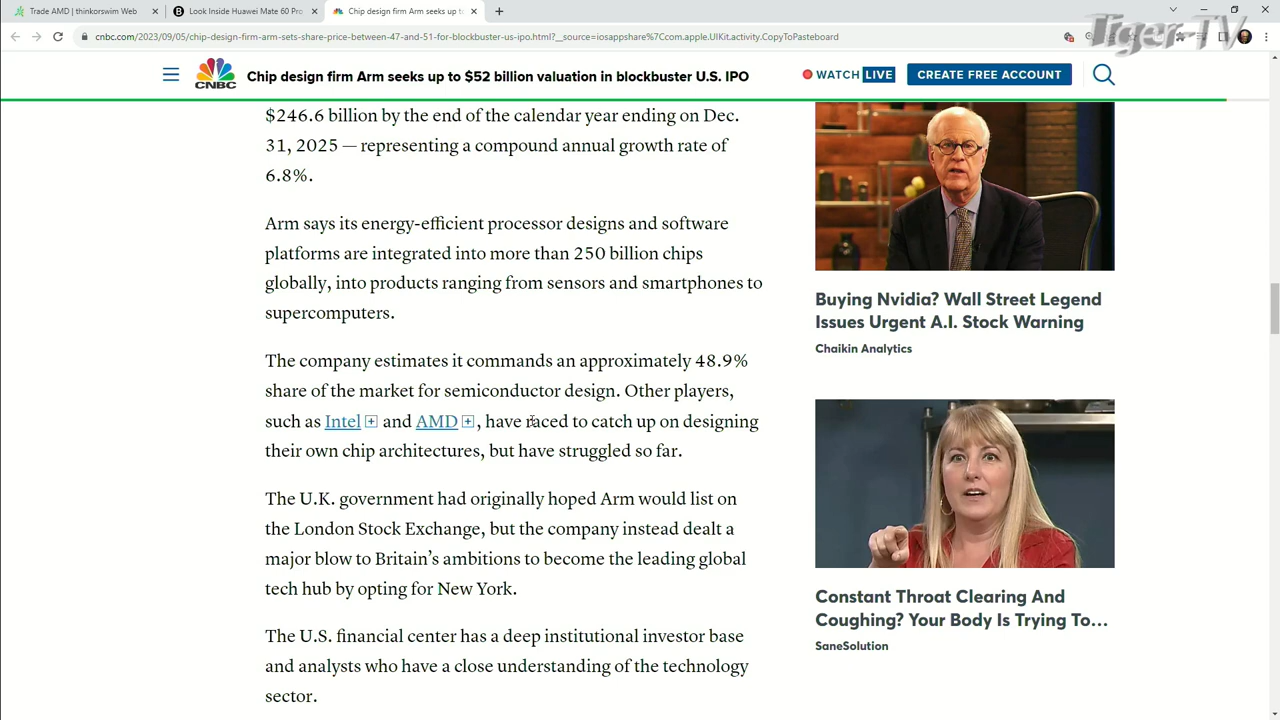 Trade AMD | thinkorswim Web
Look Inside Huawei Mate 60 Pro
Chip design firm Arm seeks up to
cnbc.com/2023/09/05/chip-design-firm-arm-sets-share-price-between-47-and-51-for-blockbuster-us-ipo.html?__source=iosappshare%7Ccom.apple.UIKit.activity.CopyToPasteboard
Tiger-TV
CNBC
Chip design firm Arm seeks up to $52 billion valuation in blockbuster U.S. IPO
WATCH LIVE
CREATE FREE ACCOUNT
$246.6 billion by the end of the calendar year ending on Dec.
31, 2025 — representing a compound annual growth rate of
6.8%.
Arm says its energy-efficient processor designs and software
platforms are integrated into more than 250 billion chips
globally, into products ranging from sensors and smartphones to
supercomputers.
The company estimates it commands an approximately 48.9%
share of the market for semiconductor design. Other players,
such as Intel + and AMD +, have raced to catch up on designing
their own chip architectures, but have struggled so far.
The U.K. government had originally hoped Arm would list on
the London Stock Exchange, but the company instead dealt a
major blow to Britain’s ambitions to become the leading global
tech hub by opting for New York.
The U.S. financial center has a deep institutional investor base
and analysts who have a close understanding of the technology
sector.
Buying Nvidia? Wall Street Legend
Issues Urgent A.I. Stock Warning
Chaikin Analytics
Constant Throat Clearing And
Coughing? Your Body Is Trying To…
SaneSolution